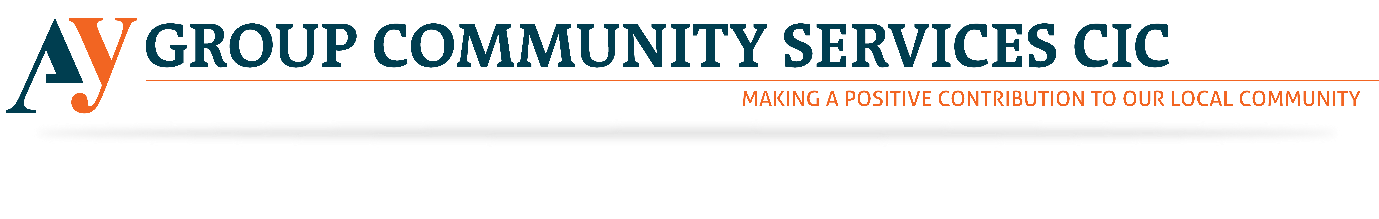 Ay GROUP COMMUNITY SERVICES CIC
MAKING A POSITIVE CONTRIBUTION TO OUR LOCAL COMMUNITY